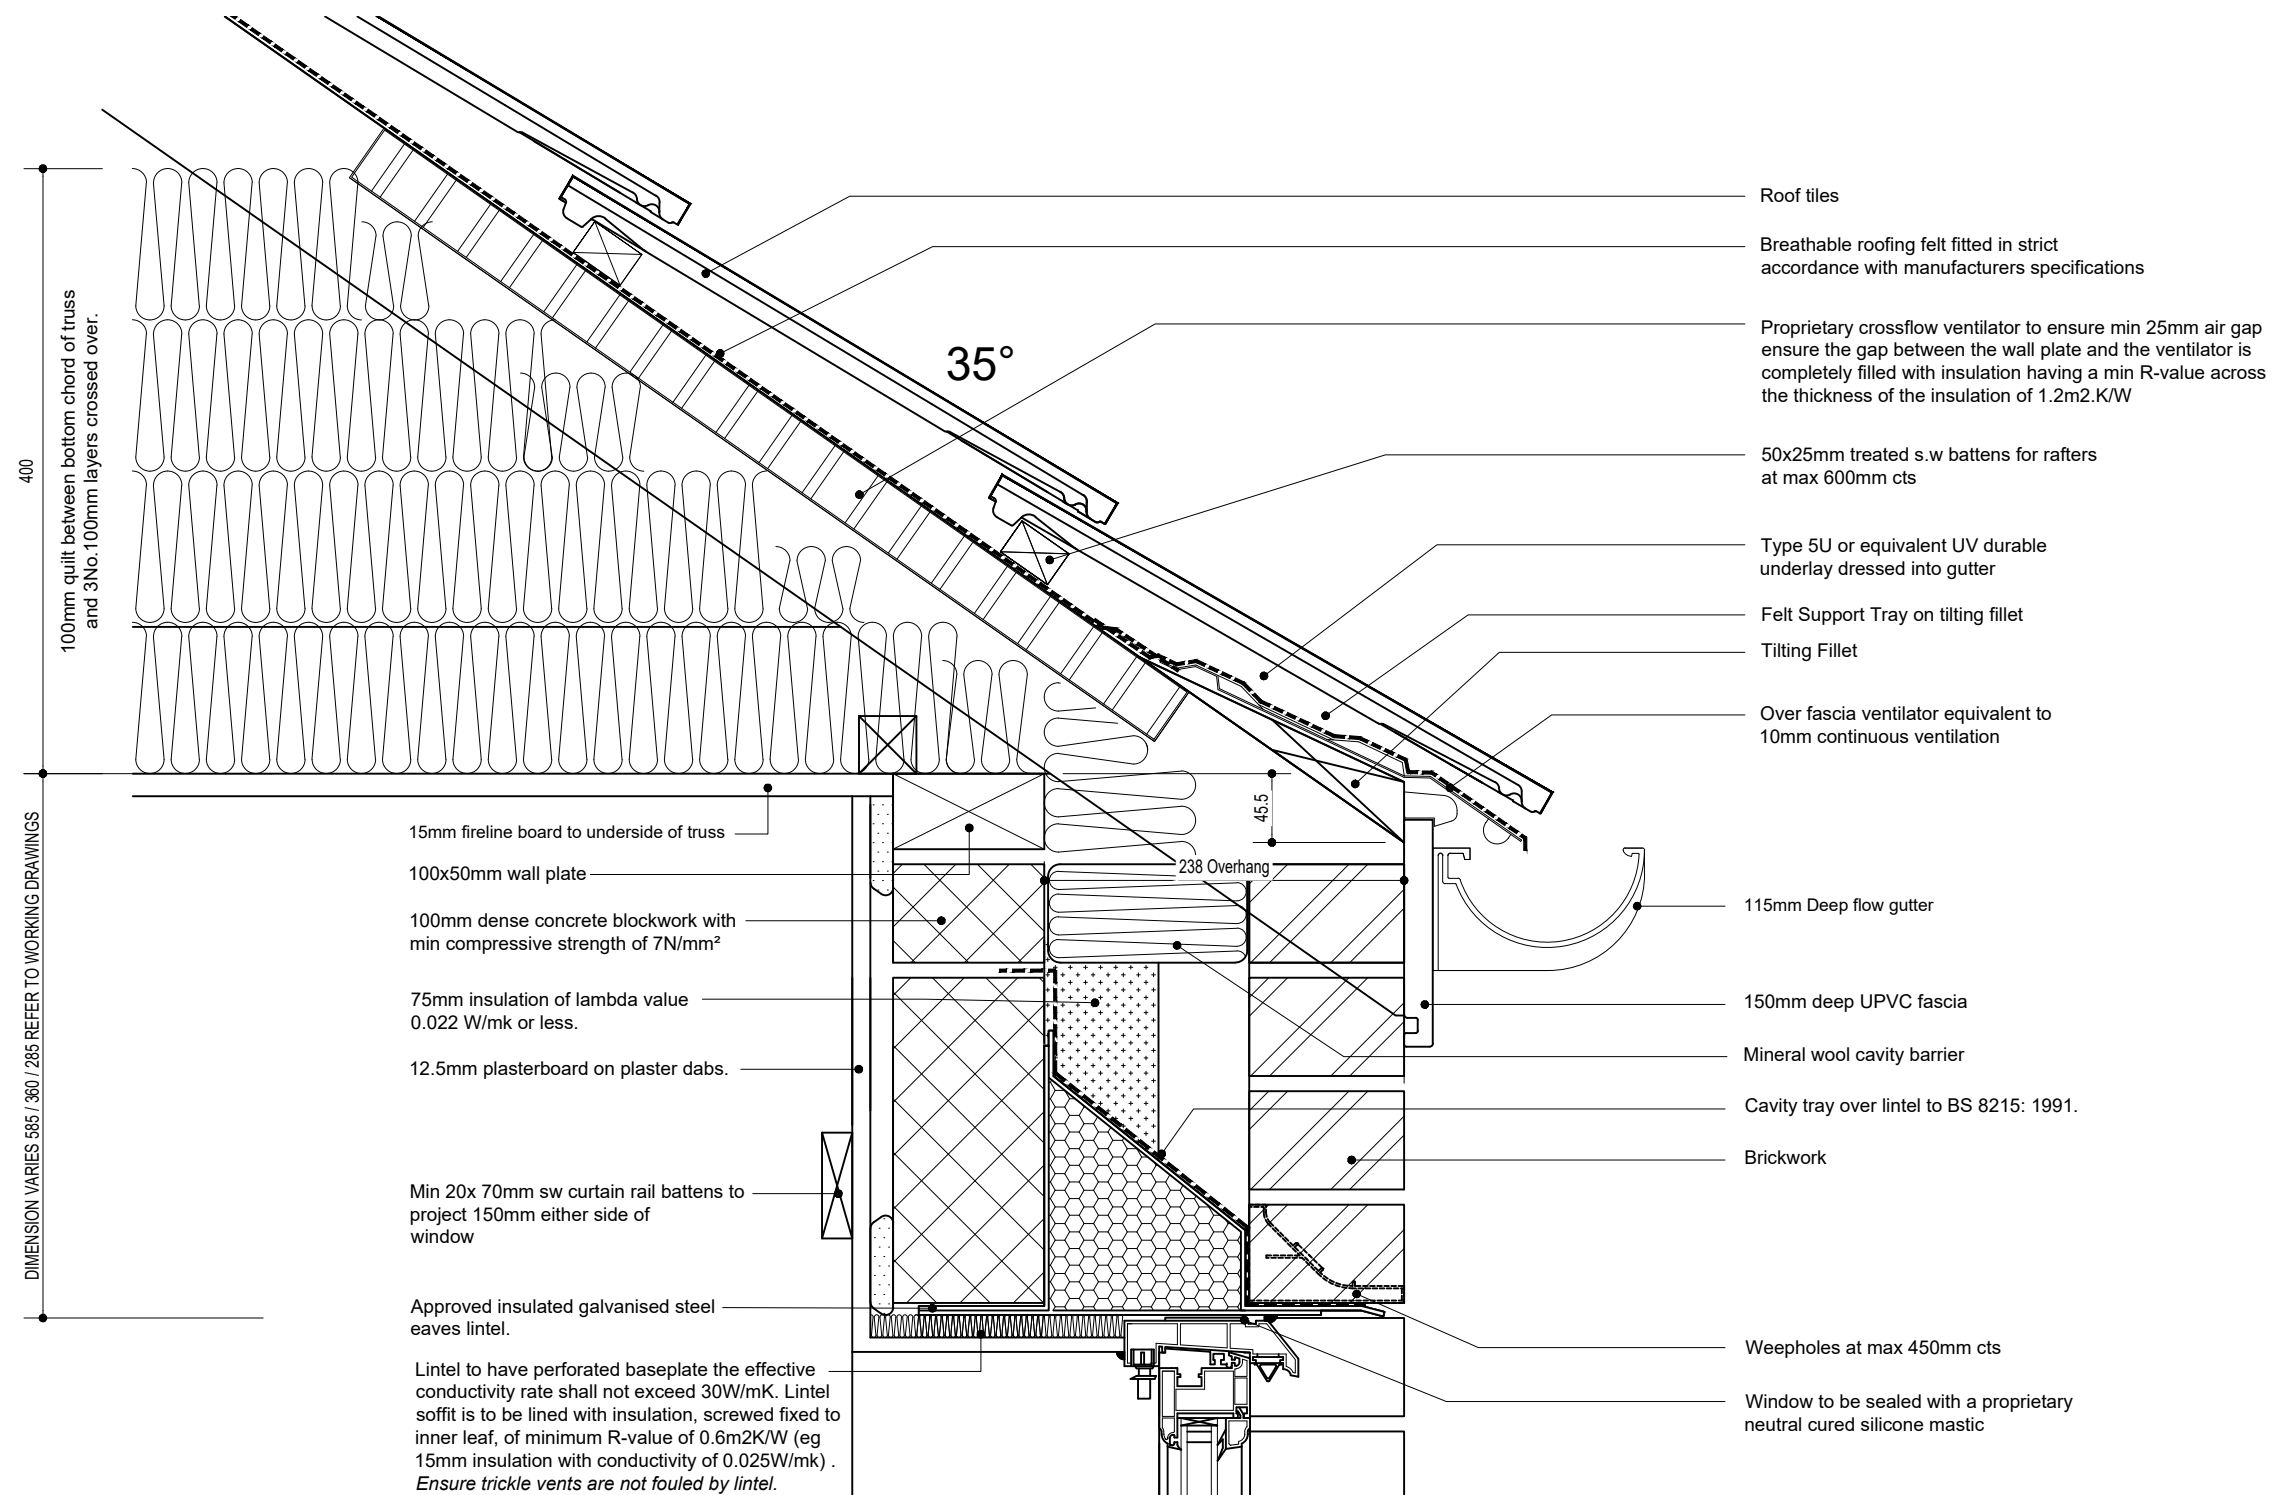 400
100mm quilt between bottom chord of truss
and 3No.100mm layers crossed over.
DIMENSION VARIES 585 / 360 / 285 REFER TO WORKING DRAWINGS
35°
45.5
238 Overhang
15mm fireline board to underside of truss
100x50mm wall plate
100mm dense concrete blockwork with
min compressive strength of 7N/mm²
75mm insulation of lambda value
0.022 W/mk or less.
12.5mm plasterboard on plaster dabs.
Min 20x 70mm sw curtain rail battens to
project 150mm either side of
window
Approved insulated galvanised steel
eaves lintel.
Lintel to have perforated baseplate the effective
conductivity rate shall not exceed 30W/mK. Lintel
soffit is to be lined with insulation, screwed fixed to
inner leaf, of minimum R-value of 0.6m2K/W (eg
15mm insulation with conductivity of 0.025W/mk) .
Ensure trickle vents are not fouled by lintel.
Roof tiles
Breathable roofing felt fitted in strict
accordance with manufacturers specifications
Proprietary crossflow ventilator to ensure min 25mm air gap
ensure the gap between the wall plate and the ventilator is
completely filled with insulation having a min R-value across
the thickness of the insulation of 1.2m2.K/W
50x25mm treated s.w battens for rafters
at max 600mm cts
Type 5U or equivalent UV durable
underlay dressed into gutter
Felt Support Tray on tilting fillet
Tilting Fillet
Over fascia ventilator equivalent to
10mm continuous ventilation
115mm Deep flow gutter
150mm deep UPVC fascia
Mineral wool cavity barrier
Cavity tray over lintel to BS 8215: 1991.
Brickwork
Weepholes at max 450mm cts
Window to be sealed with a proprietary
neutral cured silicone mastic